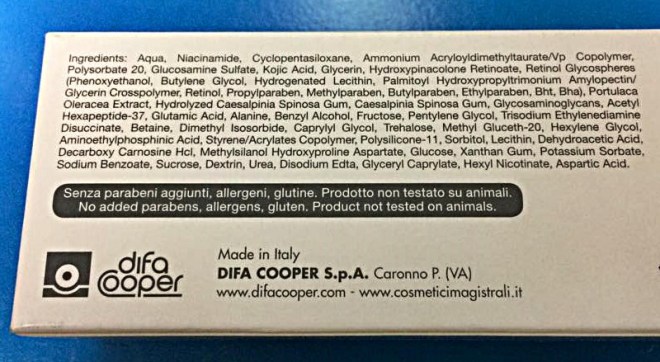 Ingredients: Aqua, Niacinamide, Cyclopentasiloxane, Ammonium Acryloyldimethyltaurate/Vp Copolymer,
Polysorbate 20, Glucosamine Sulfate, Kojic Acid, Glycerin, Hydroxypinacolone Retinoate, Retinol Glycospheres
(Phenoxyethanol, Butylene Glycol, Hydrogenated Lecithin, Palmitoyl Hydroxypropyltrimonium Amylopectin/
Glycerin Crosspolymer, Retinol, Propylparaben, Methylparaben, Butylparaben, Ethylparaben, Bht, Bha), Portulaca
Oleracea Extract, Hydrolyzed Caesalpinia Spinosa Gum, Caesalpinia Spinosa Gum, Glycosaminoglycans, Acetyl
Hexapeptide-37, Glutamic Acid, Alanine, Benzyl Alcohol, Fructose, Pentylene Glycol, Trisodium Ethylenediamine
Disuccinate, Betaine, Dimethyl Isosorbide, Caprylyl Glycol, Trehalose, Methyl Gluceth-20, Hexylene Glycol,
Aminoethylphosphinic Acid, Styrene/Acrylates Copolymer, Polysilicone-11, Sorbitol, Lecithin, Dehydroacetic Acid,
Decarboxy Carnosine Hcl, Methylsilanol Hydroxyproline Aspartate, Glucose, Xanthan Gum, Potassium Sorbate,
Sodium Benzoate, Sucrose, Dextrin, Urea, Disodium Edta, Glyceryl Caprylate, Hexyl Nicotinate, Aspartic Acid.
Senza parabeni aggiunti, allergeni, glutine. Prodotto non testato su animali.
No added parabens, allergens, gluten. Product not tested on animals.
difa
cooper
Made in Italy
DIFA COOPER S.p.A. Caronno P. (VA)
www.difacooper.com - www.cosmeticimagistrali.it